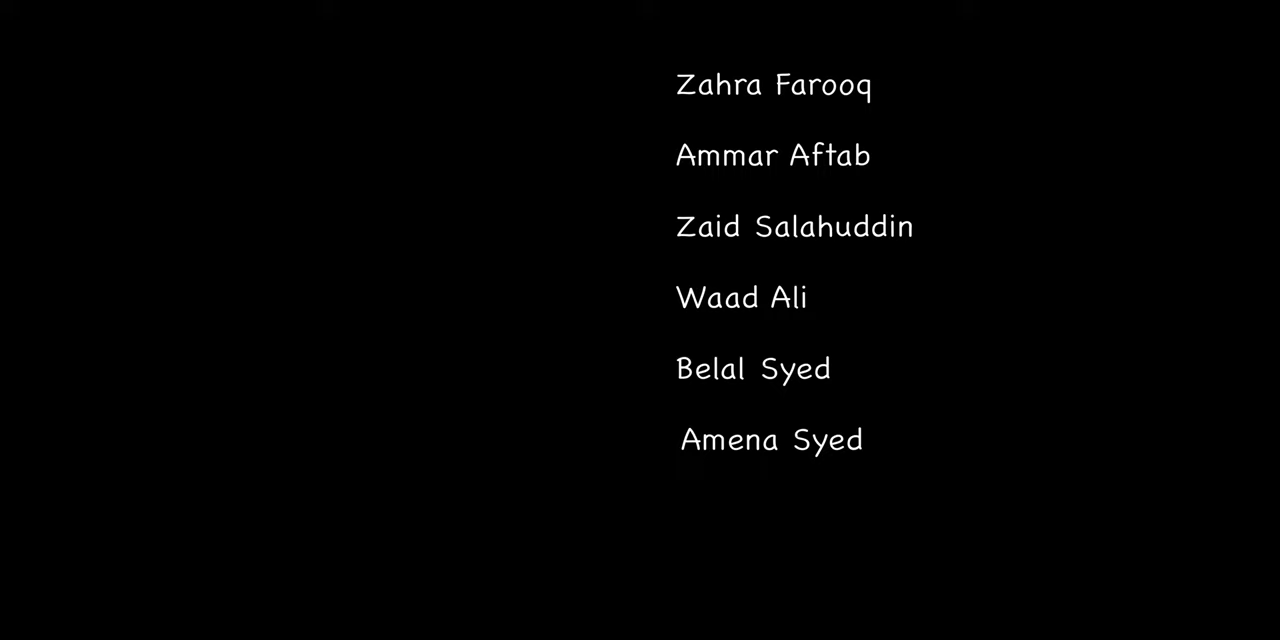 Zahra Farooq
Ammar Aftab
Zaid Salahuddin
Waad Ali
Belal Syed
Amena Syed